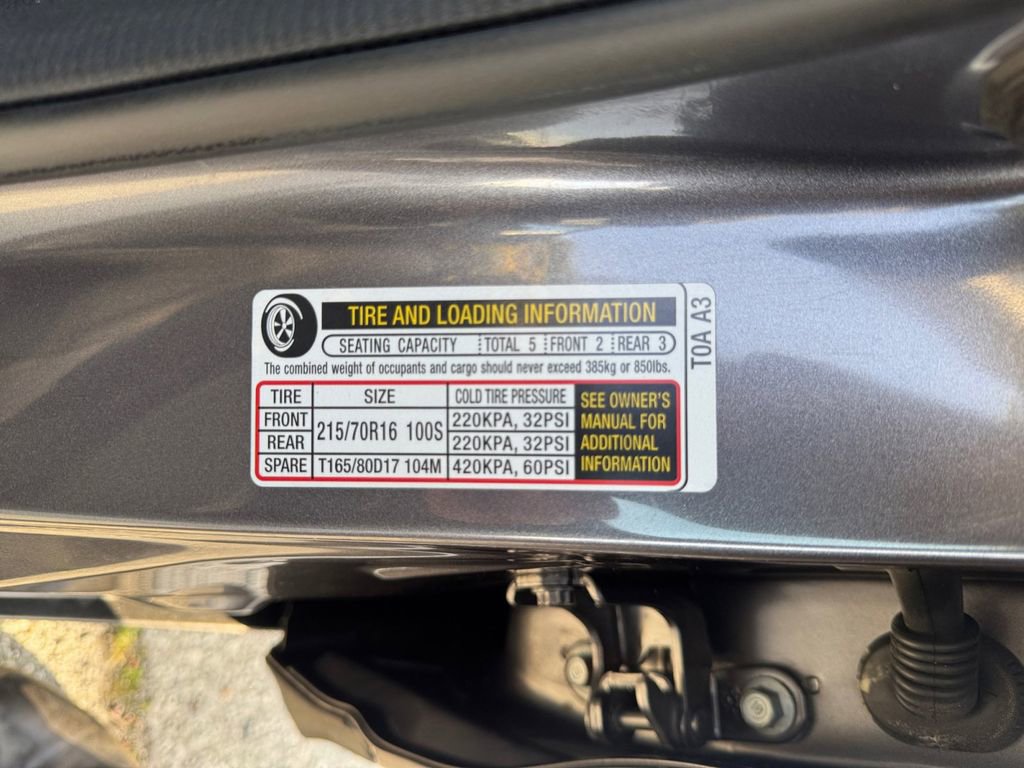 TIRE AND LOADING INFORMATION
SEATING CAPACITY TOTAL 5 FRONT 2 REAR 3
The combined weight of occupants and cargo should never exceed 385kg or 850lbs.
TIRE SIZE COLD TIRE PRESSURE
FRONT 215/70R16 100S 220KPA, 32PSI
REAR 220KPA, 32PSI
SPARE T165/80D17 104M 420KPA, 60PSI
SEE OWNER'S
MANUAL FOR
ADDITIONAL
INFORMATION
T0A A3